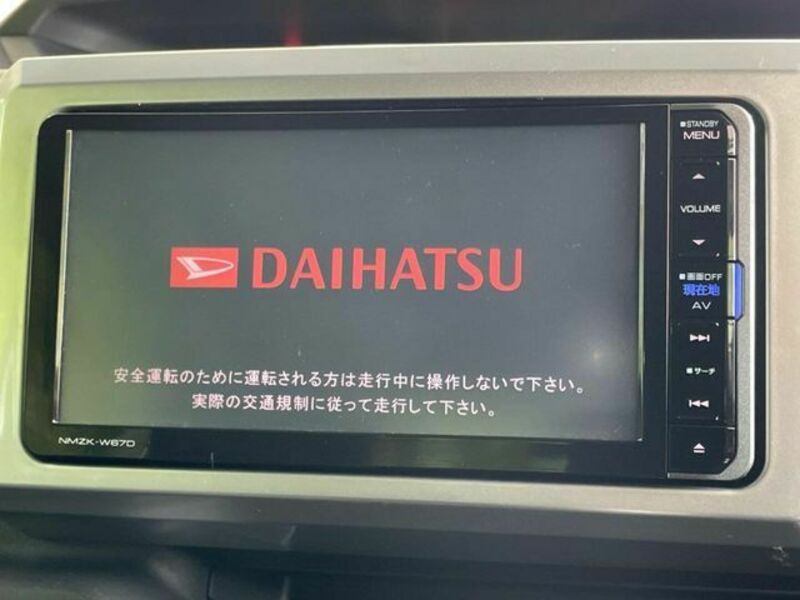 DAIHATSU
安全運転のために運転される方は走行中に操作しないで下さい。
実際の交通規制に従って走行して下さい。
NMZK-W67D
STANDBY
MENU
VOLUME
画面OFF
現在地
AV
サーチ